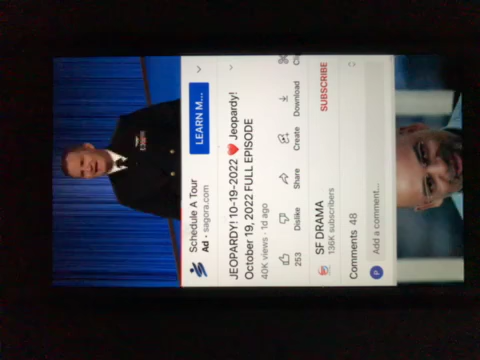 LEARN M...
Schedule A Tour
Ad · sagora.com
JEOPARDY! 10-19-2022 ❤️ Jeopardy!
October 19, 2022 FULL EPISODE
40K views · 1d ago
253
Dislike
Share
Create
Download
SF DRAMA
136K subscribers
SUBSCRIBE
Comments 48
P
Add a comment...